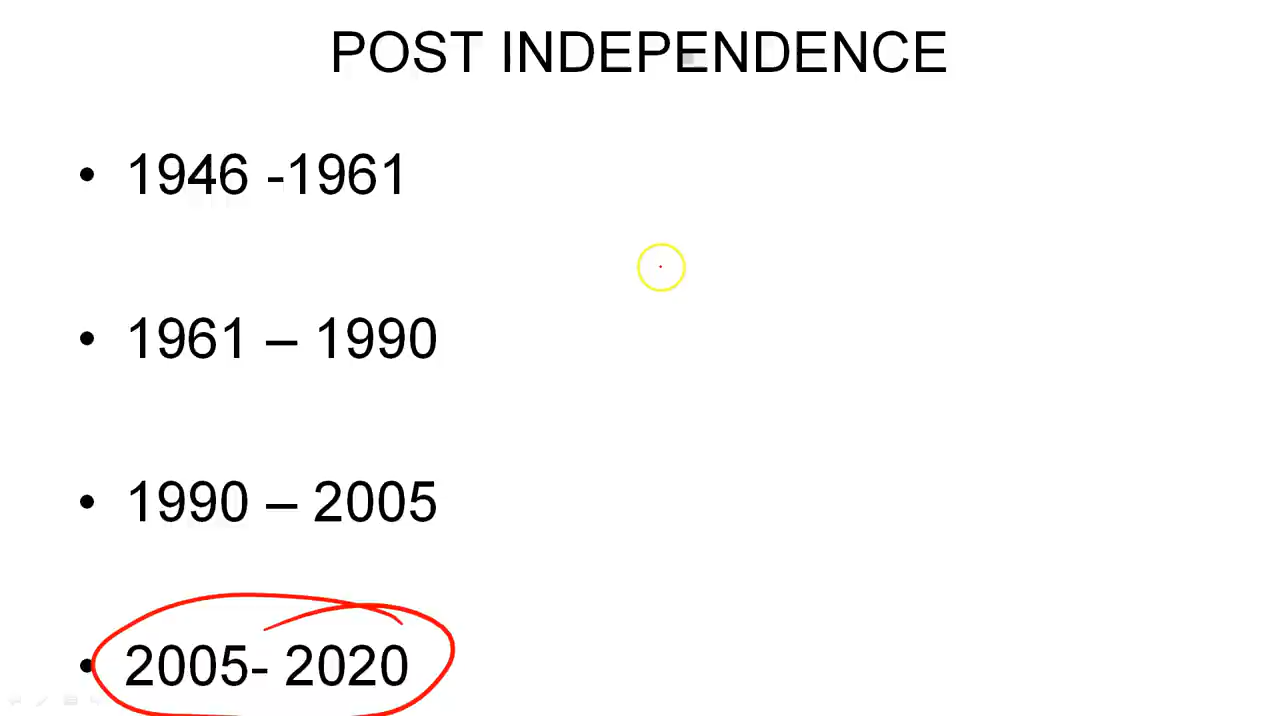 POST INDEPENDENCE
• 1946 -1961
• 1961 – 1990
• 1990 – 2005
• 2005- 2020